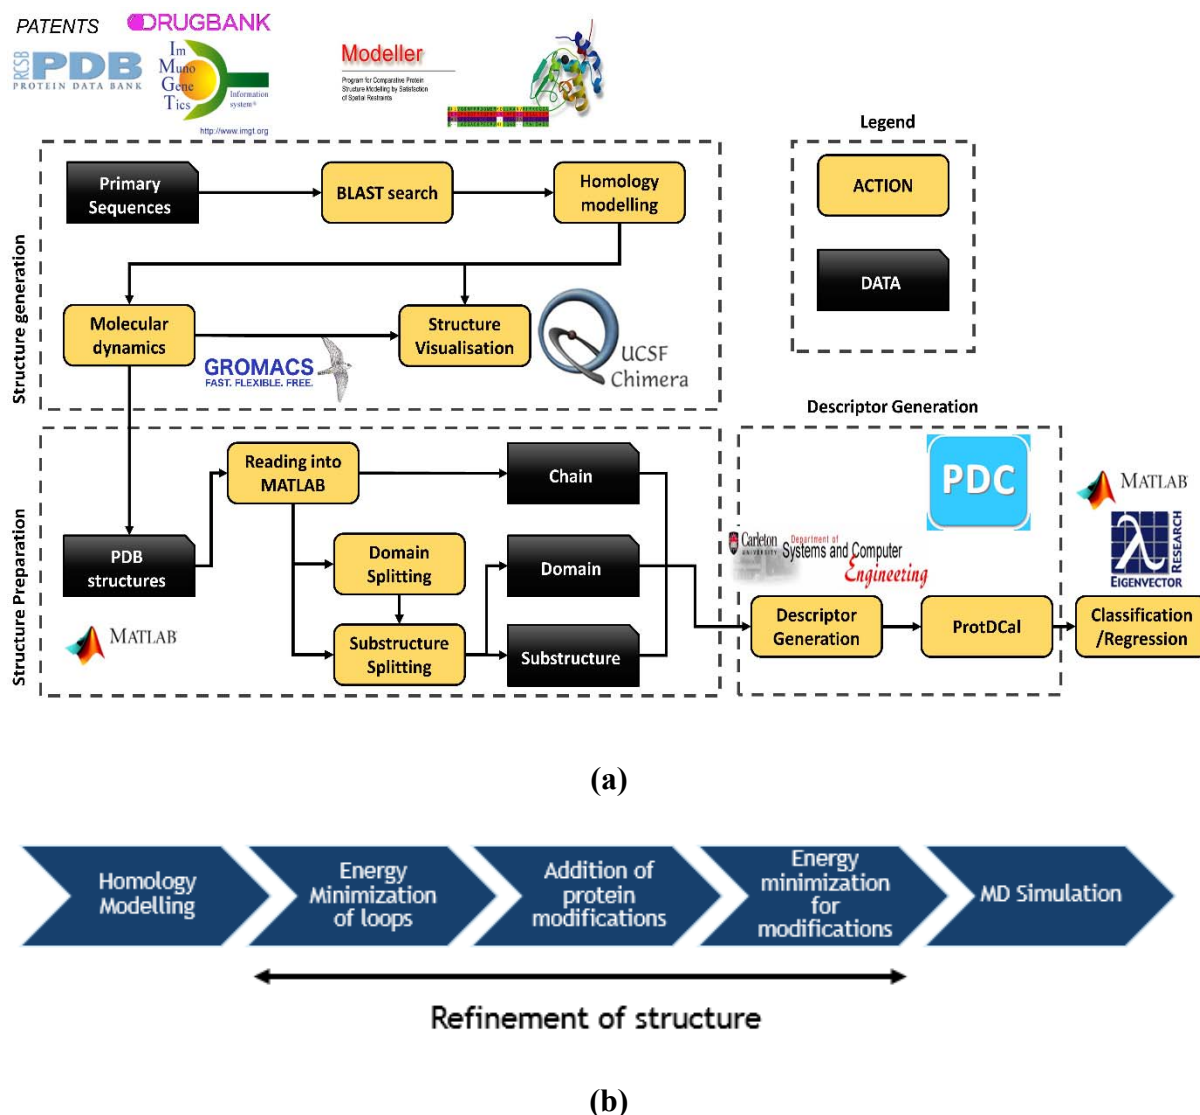 PATENTS
DRUGBANK
RCSB
PDB
PROTEIN DATA BANK
Im
Muno
Gene
Tics
Information
system®
http://www.imgt.org
Modeller
Program for Comparative Protein
Structure Modelling by Satisfaction
of Spatial Restraints
Legend
ACTION
DATA
Structure generation
Primary
Sequences
BLAST search
Homology
modelling
Molecular
dynamics
GROMACS
FAST. FLEXIBLE. FREE.
Structure
Visualisation
UCSF
Chimera
Structure Preparation
Reading into
MATLAB
Chain
PDB
structures
Domain
Splitting
Domain
MATLAB
Substructure
Splitting
Substructure
Descriptor Generation
PDC
Carleton
UNIVERSITY
Department of
Systems and Computer
Engineering
MATLAB
EIGENVECTOR
RESEARCH
Descriptor
Generation
ProtDCal
Classification
/Regression
(a)
Homology
Modelling
Energy
Minimization
of loops
Addition of
protein
modifications
Energy
minimization
for
modifications
MD Simulation
Refinement of structure
(b)